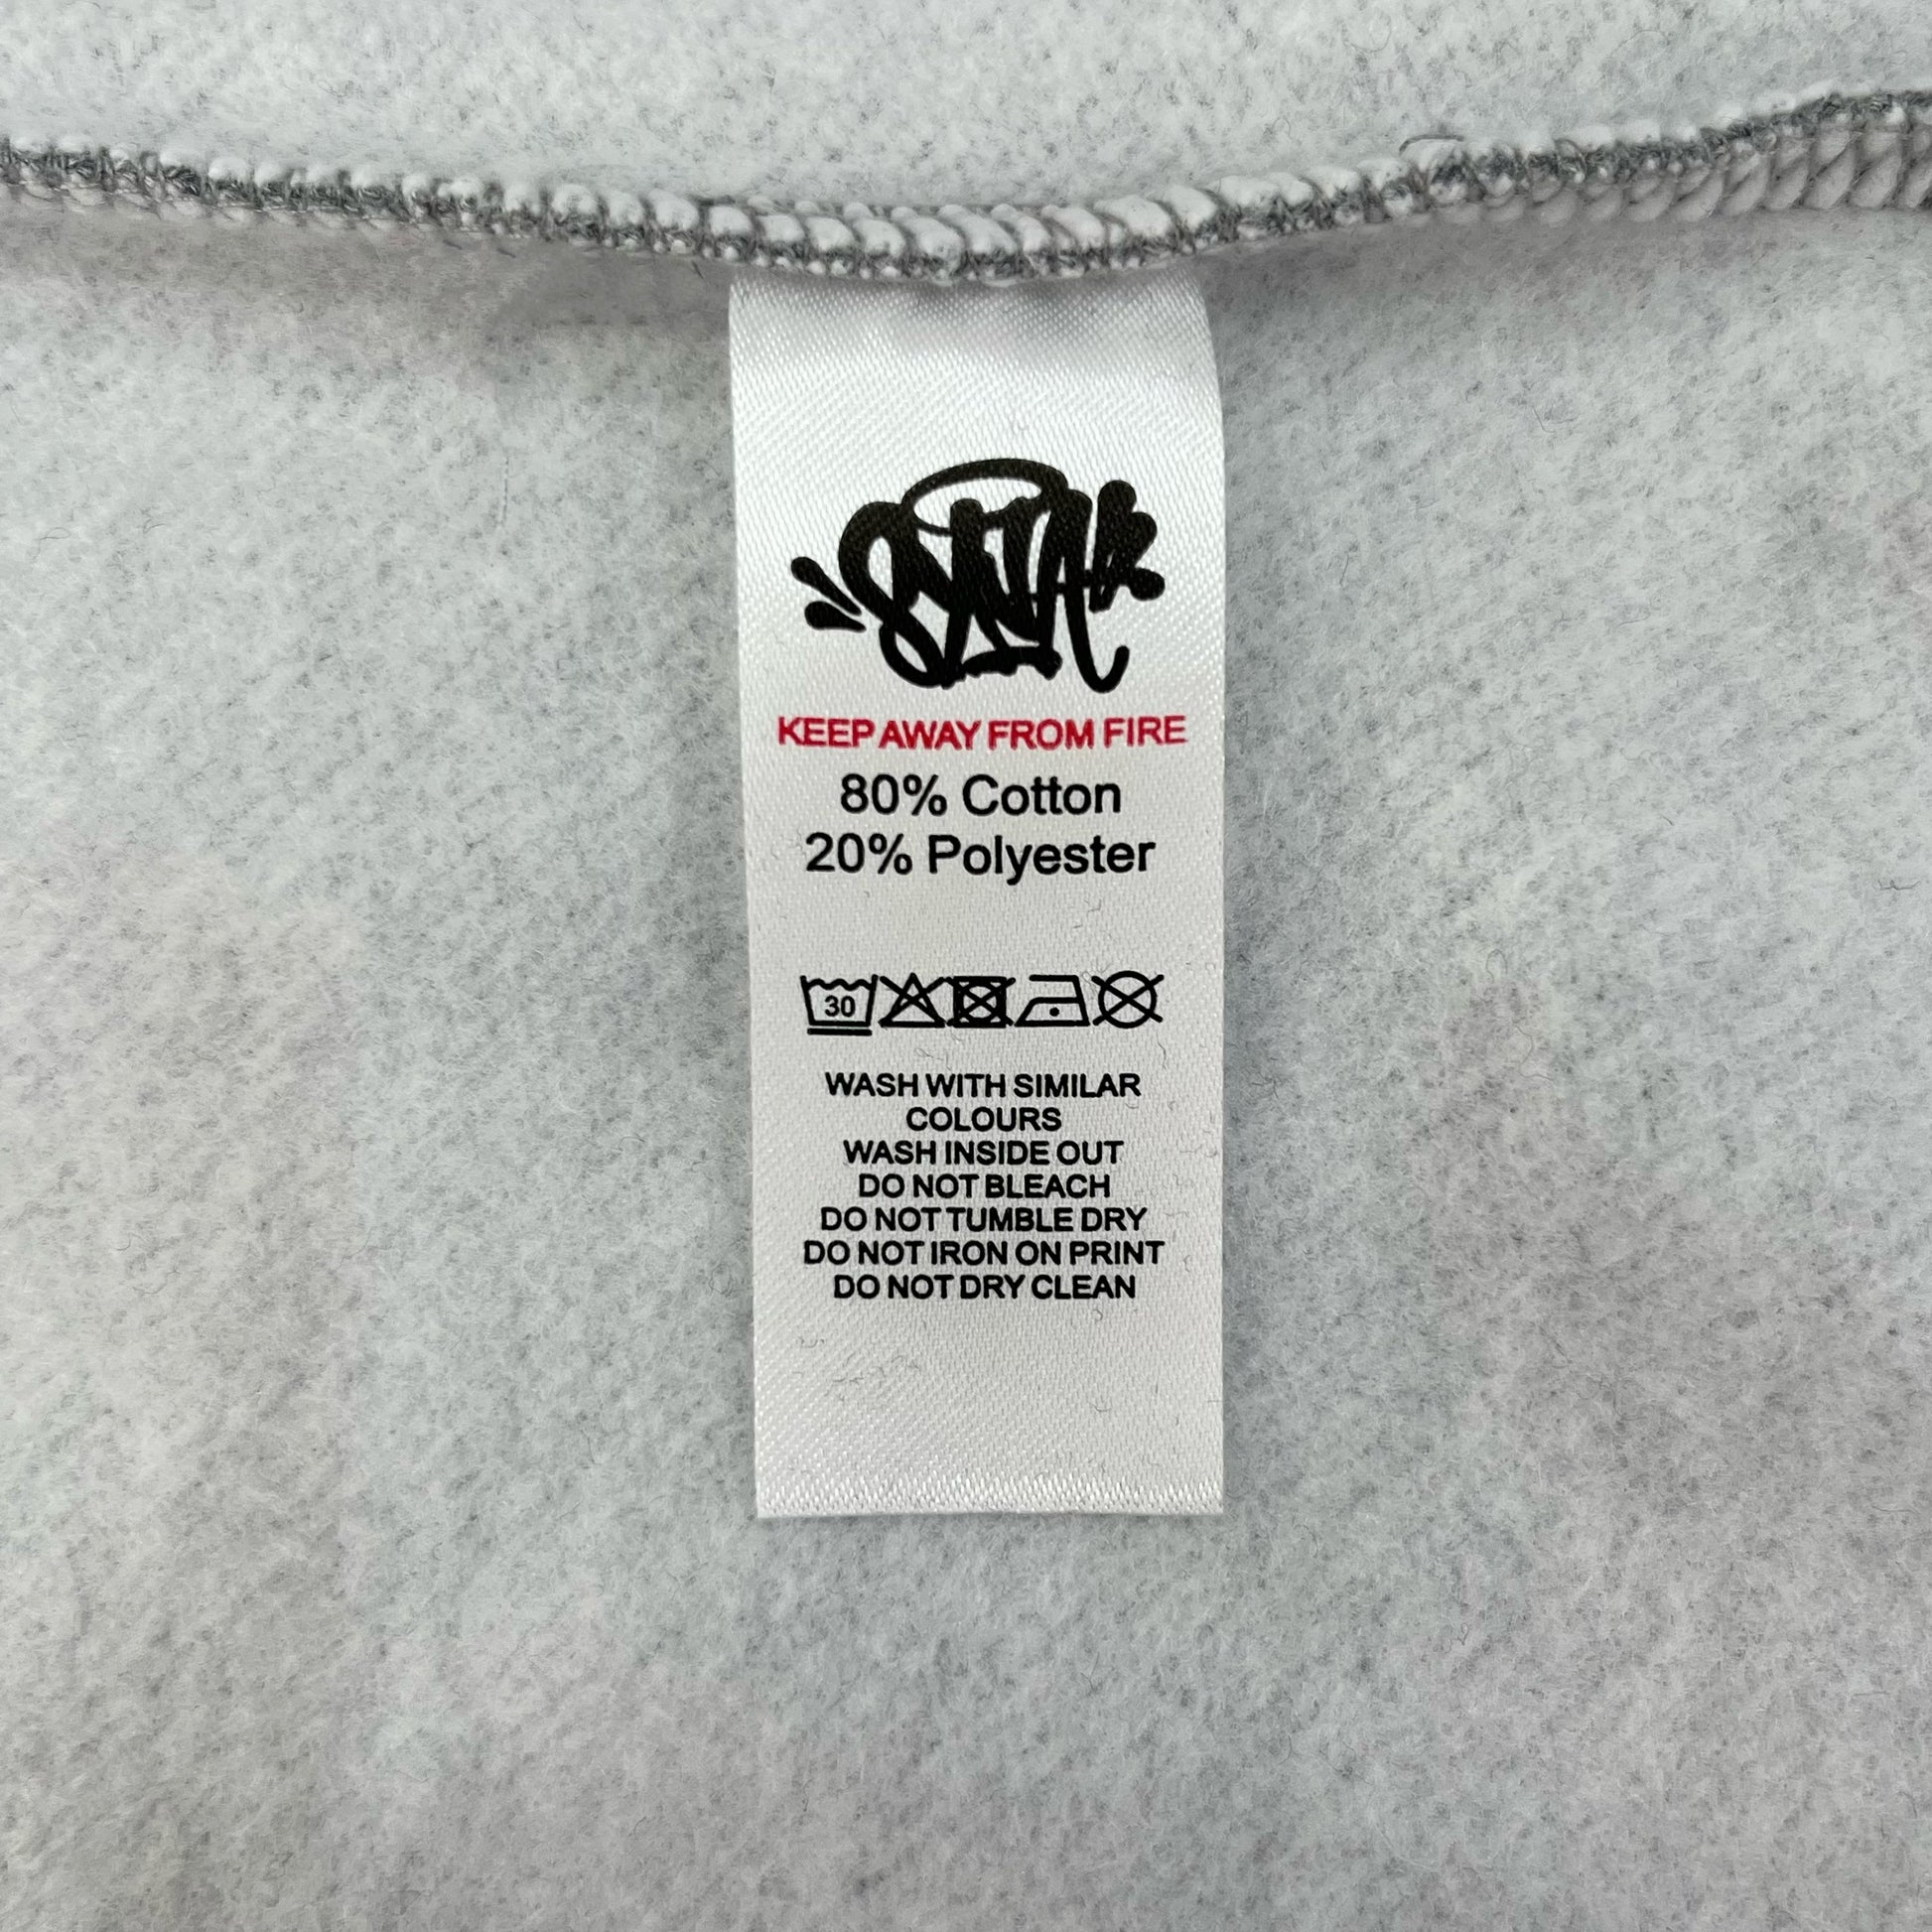 SYNA
KEEP AWAY FROM FIRE
80% Cotton
20% Polyester
30
WASH WITH SIMILAR
COLOURS
WASH INSIDE OUT
DO NOT BLEACH
DO NOT TUMBLE DRY
DO NOT IRON ON PRINT
DO NOT DRY CLEAN